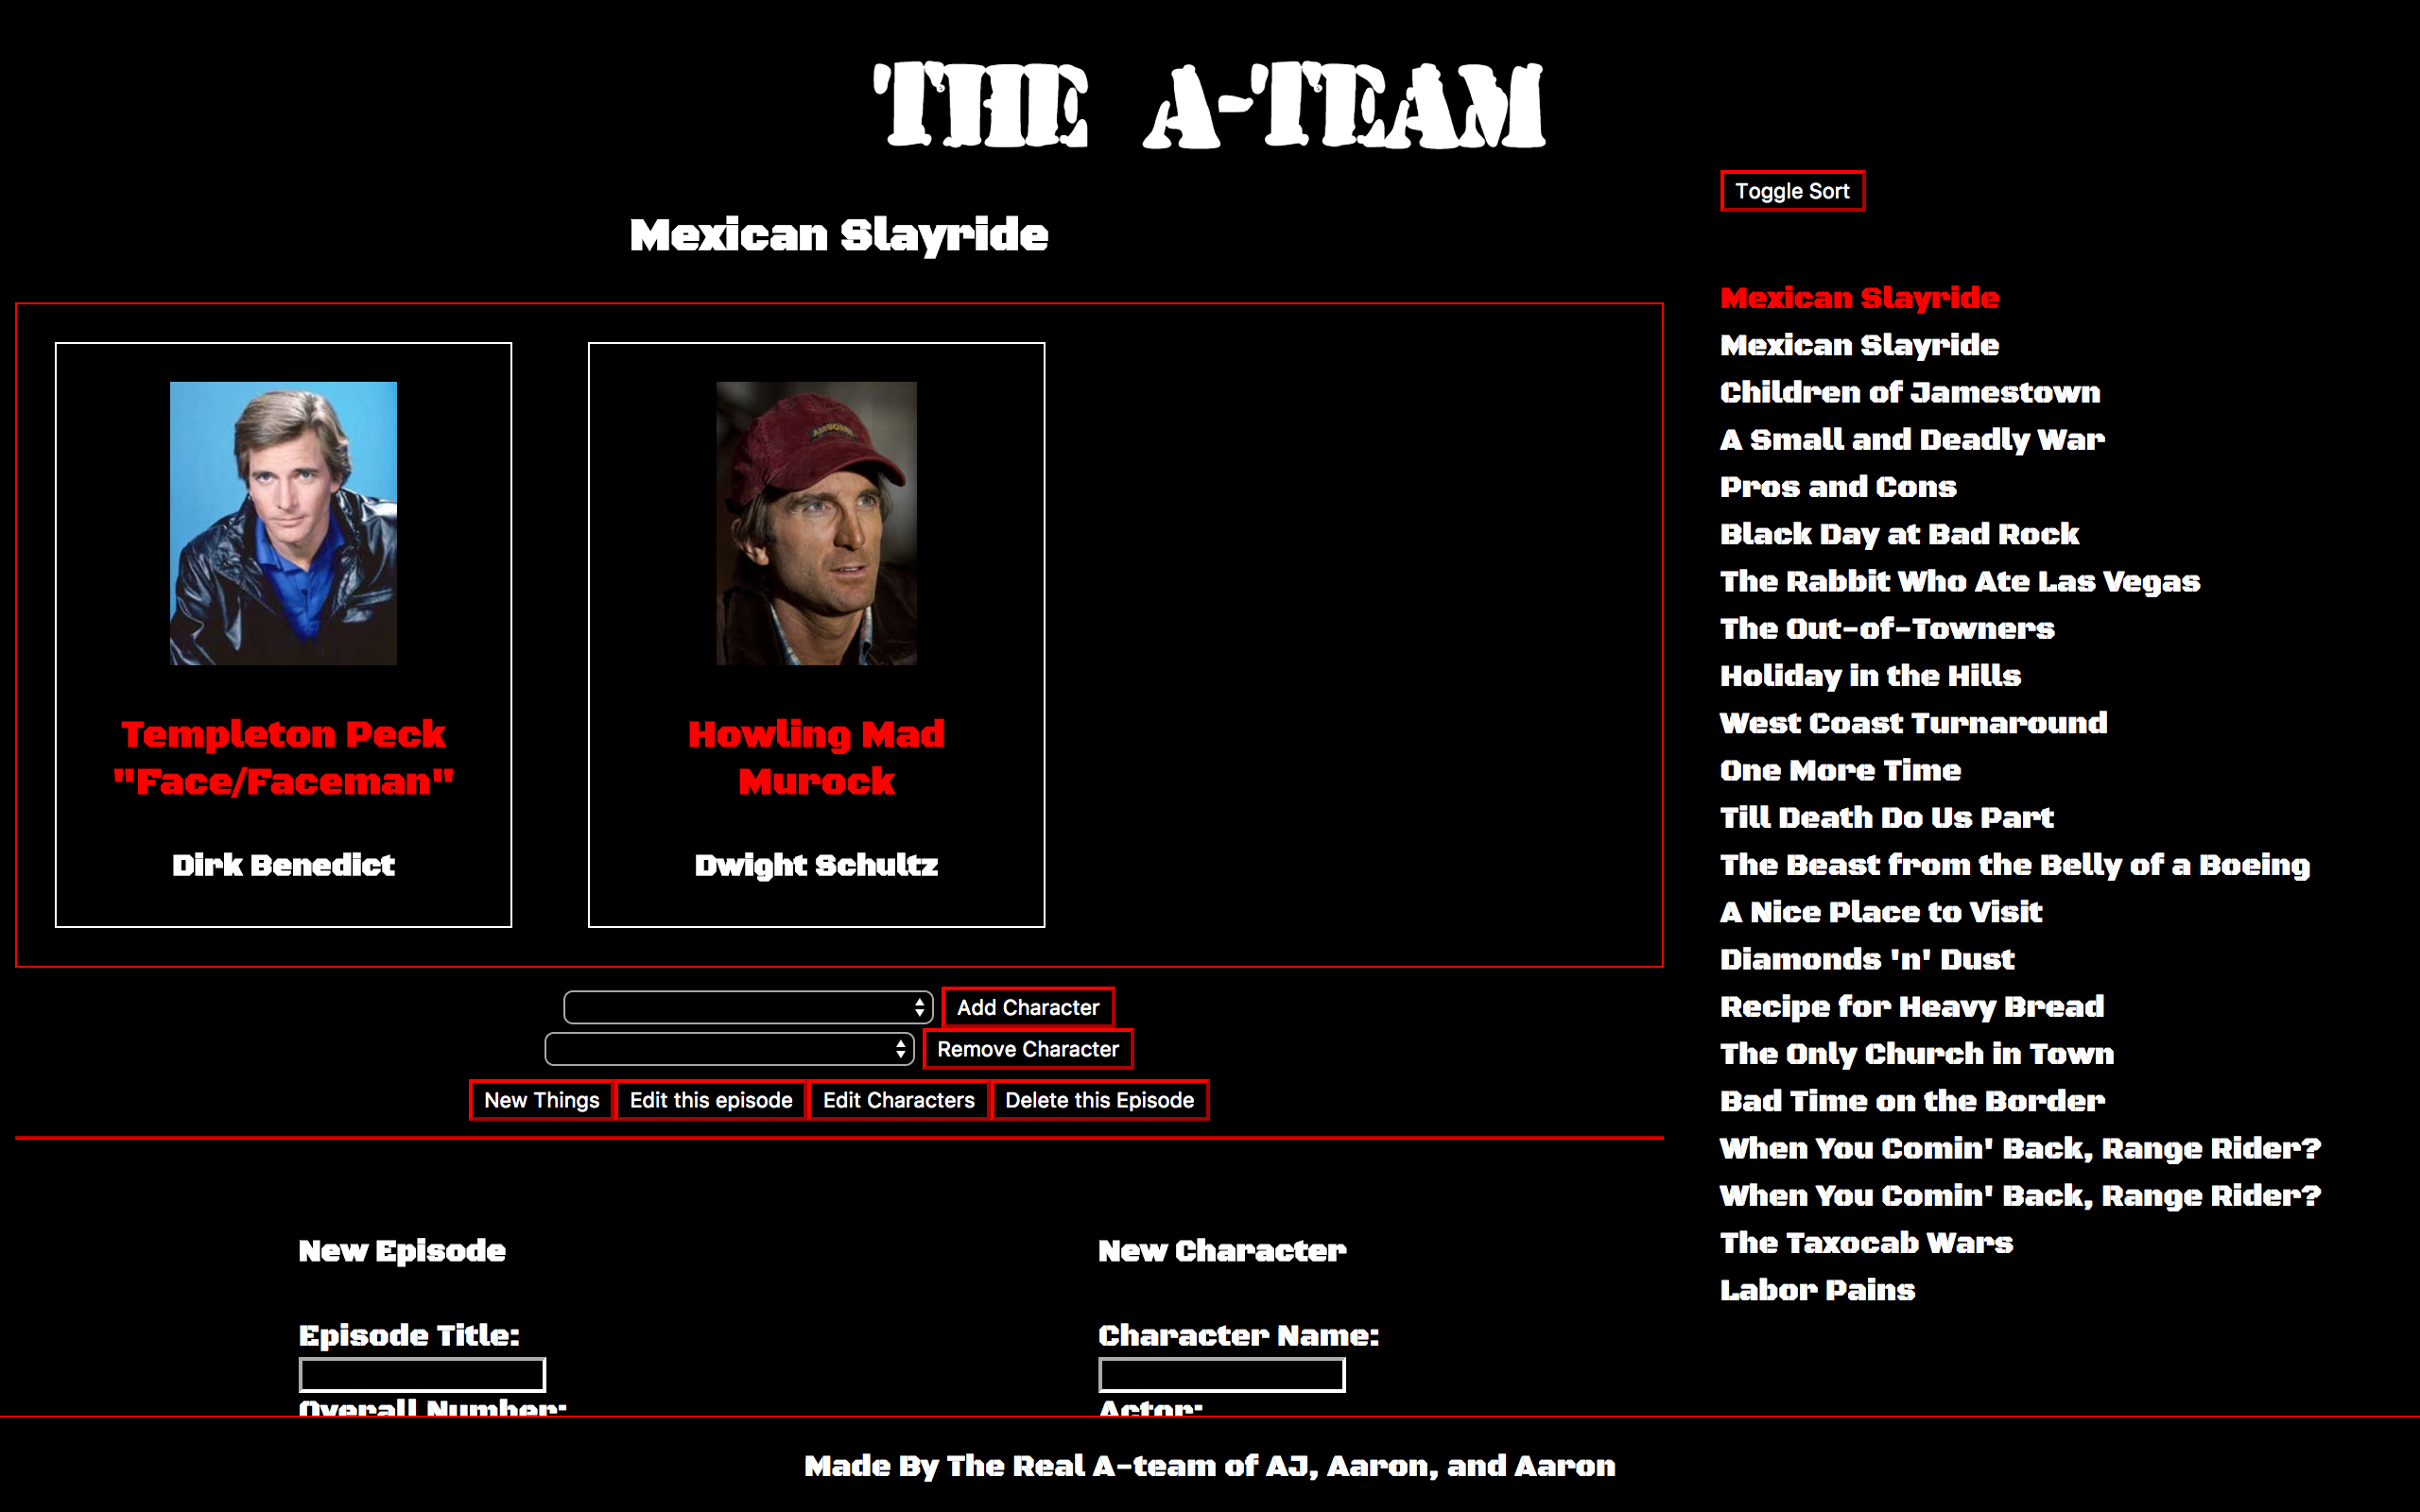 THE A-TEAM
Toggle Sort
Mexican Slayride
AIRBORNE
Templeton Peck
"Face/Faceman"
Dirk Benedict
Howling Mad
Murock
Dwight Schultz
Add Character
Remove Character
New Things
Edit this episode
Edit Characters
Delete this Episode
New Episode
Episode Title:
Overall Number:
New Character
Character Name:
Actor:
Mexican Slayride
Mexican Slayride
Children of Jamestown
A Small and Deadly War
Pros and Cons
Black Day at Bad Rock
The Rabbit Who Ate Las Vegas
The Out-of-Towners
Holiday in the Hills
West Coast Turnaround
One More Time
Till Death Do Us Part
The Beast from the Belly of a Boeing
A Nice Place to Visit
Diamonds 'n' Dust
Recipe for Heavy Bread
The Only Church in Town
Bad Time on the Border
When You Comin' Back, Range Rider?
When You Comin' Back, Range Rider?
The Taxocab Wars
Labor Pains
Made By The Real A-team of AJ, Aaron, and Aaron